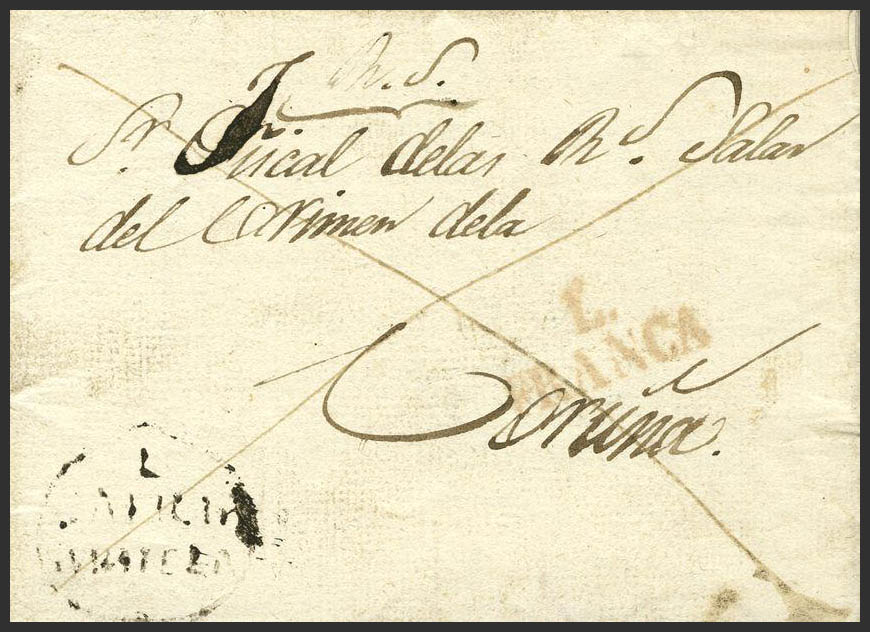 R. S.
Sr. Fiscal delas Rs. Salas
del Crimen dela
Coruña.
L.
FRANCA
L
GALICIA